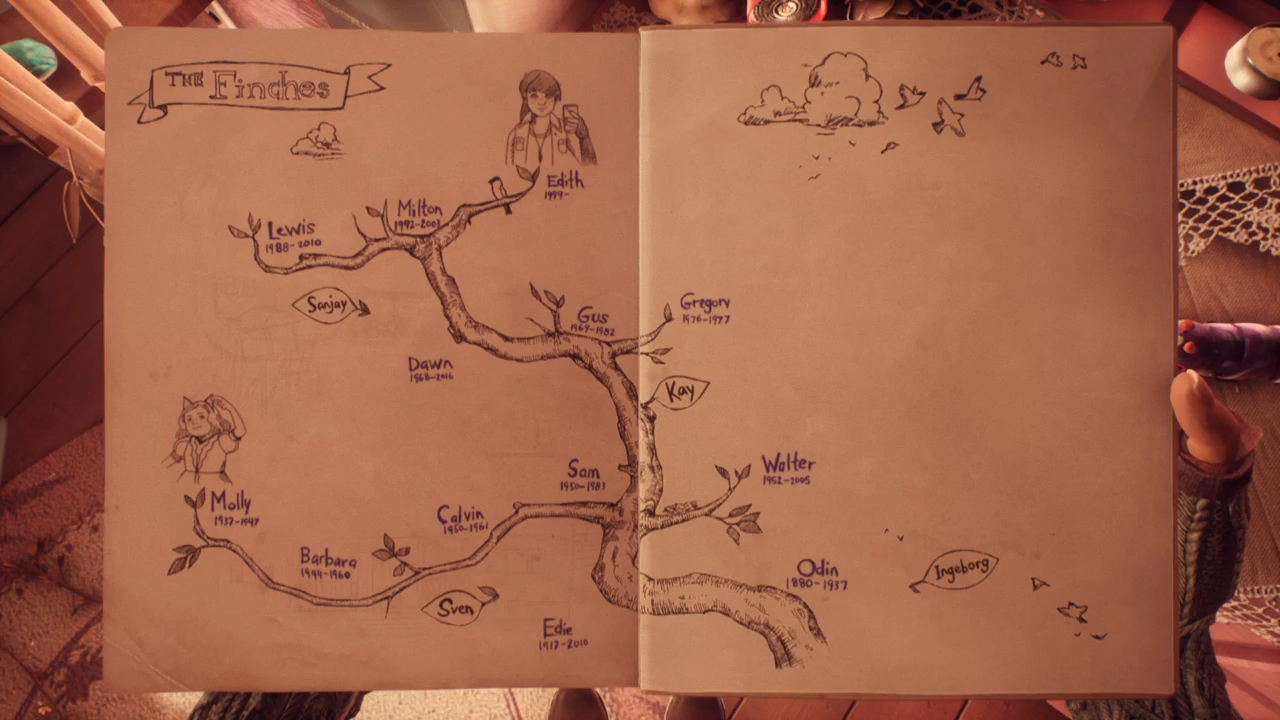 THE Finches
Edith
1999-
Milton
1992-2003
Lewis
1988-2010
Sanjay
Gus
1969-1982
Gregory
1976-1977
Dawn
1968-2016
Kay
Sam
1950-1983
Walter
1952-2005
Molly
1937-1947
Calvin
1950-1961
Barbara
1944-1960
Sven
Odin
1880-1937
Ingeborg
Edie
1917-2010